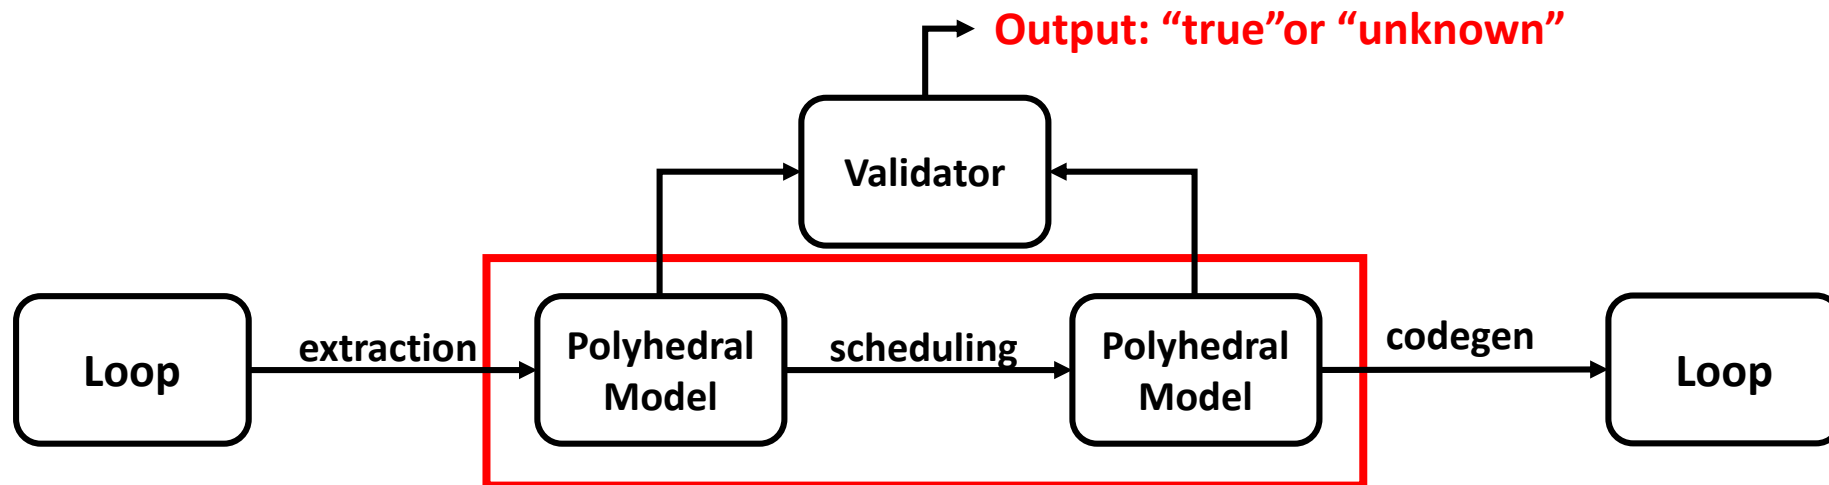 Output: “true”or “unknown”
Validator
Loop
extraction
Polyhedral
Model
scheduling
Polyhedral
Model
codegen
Loop